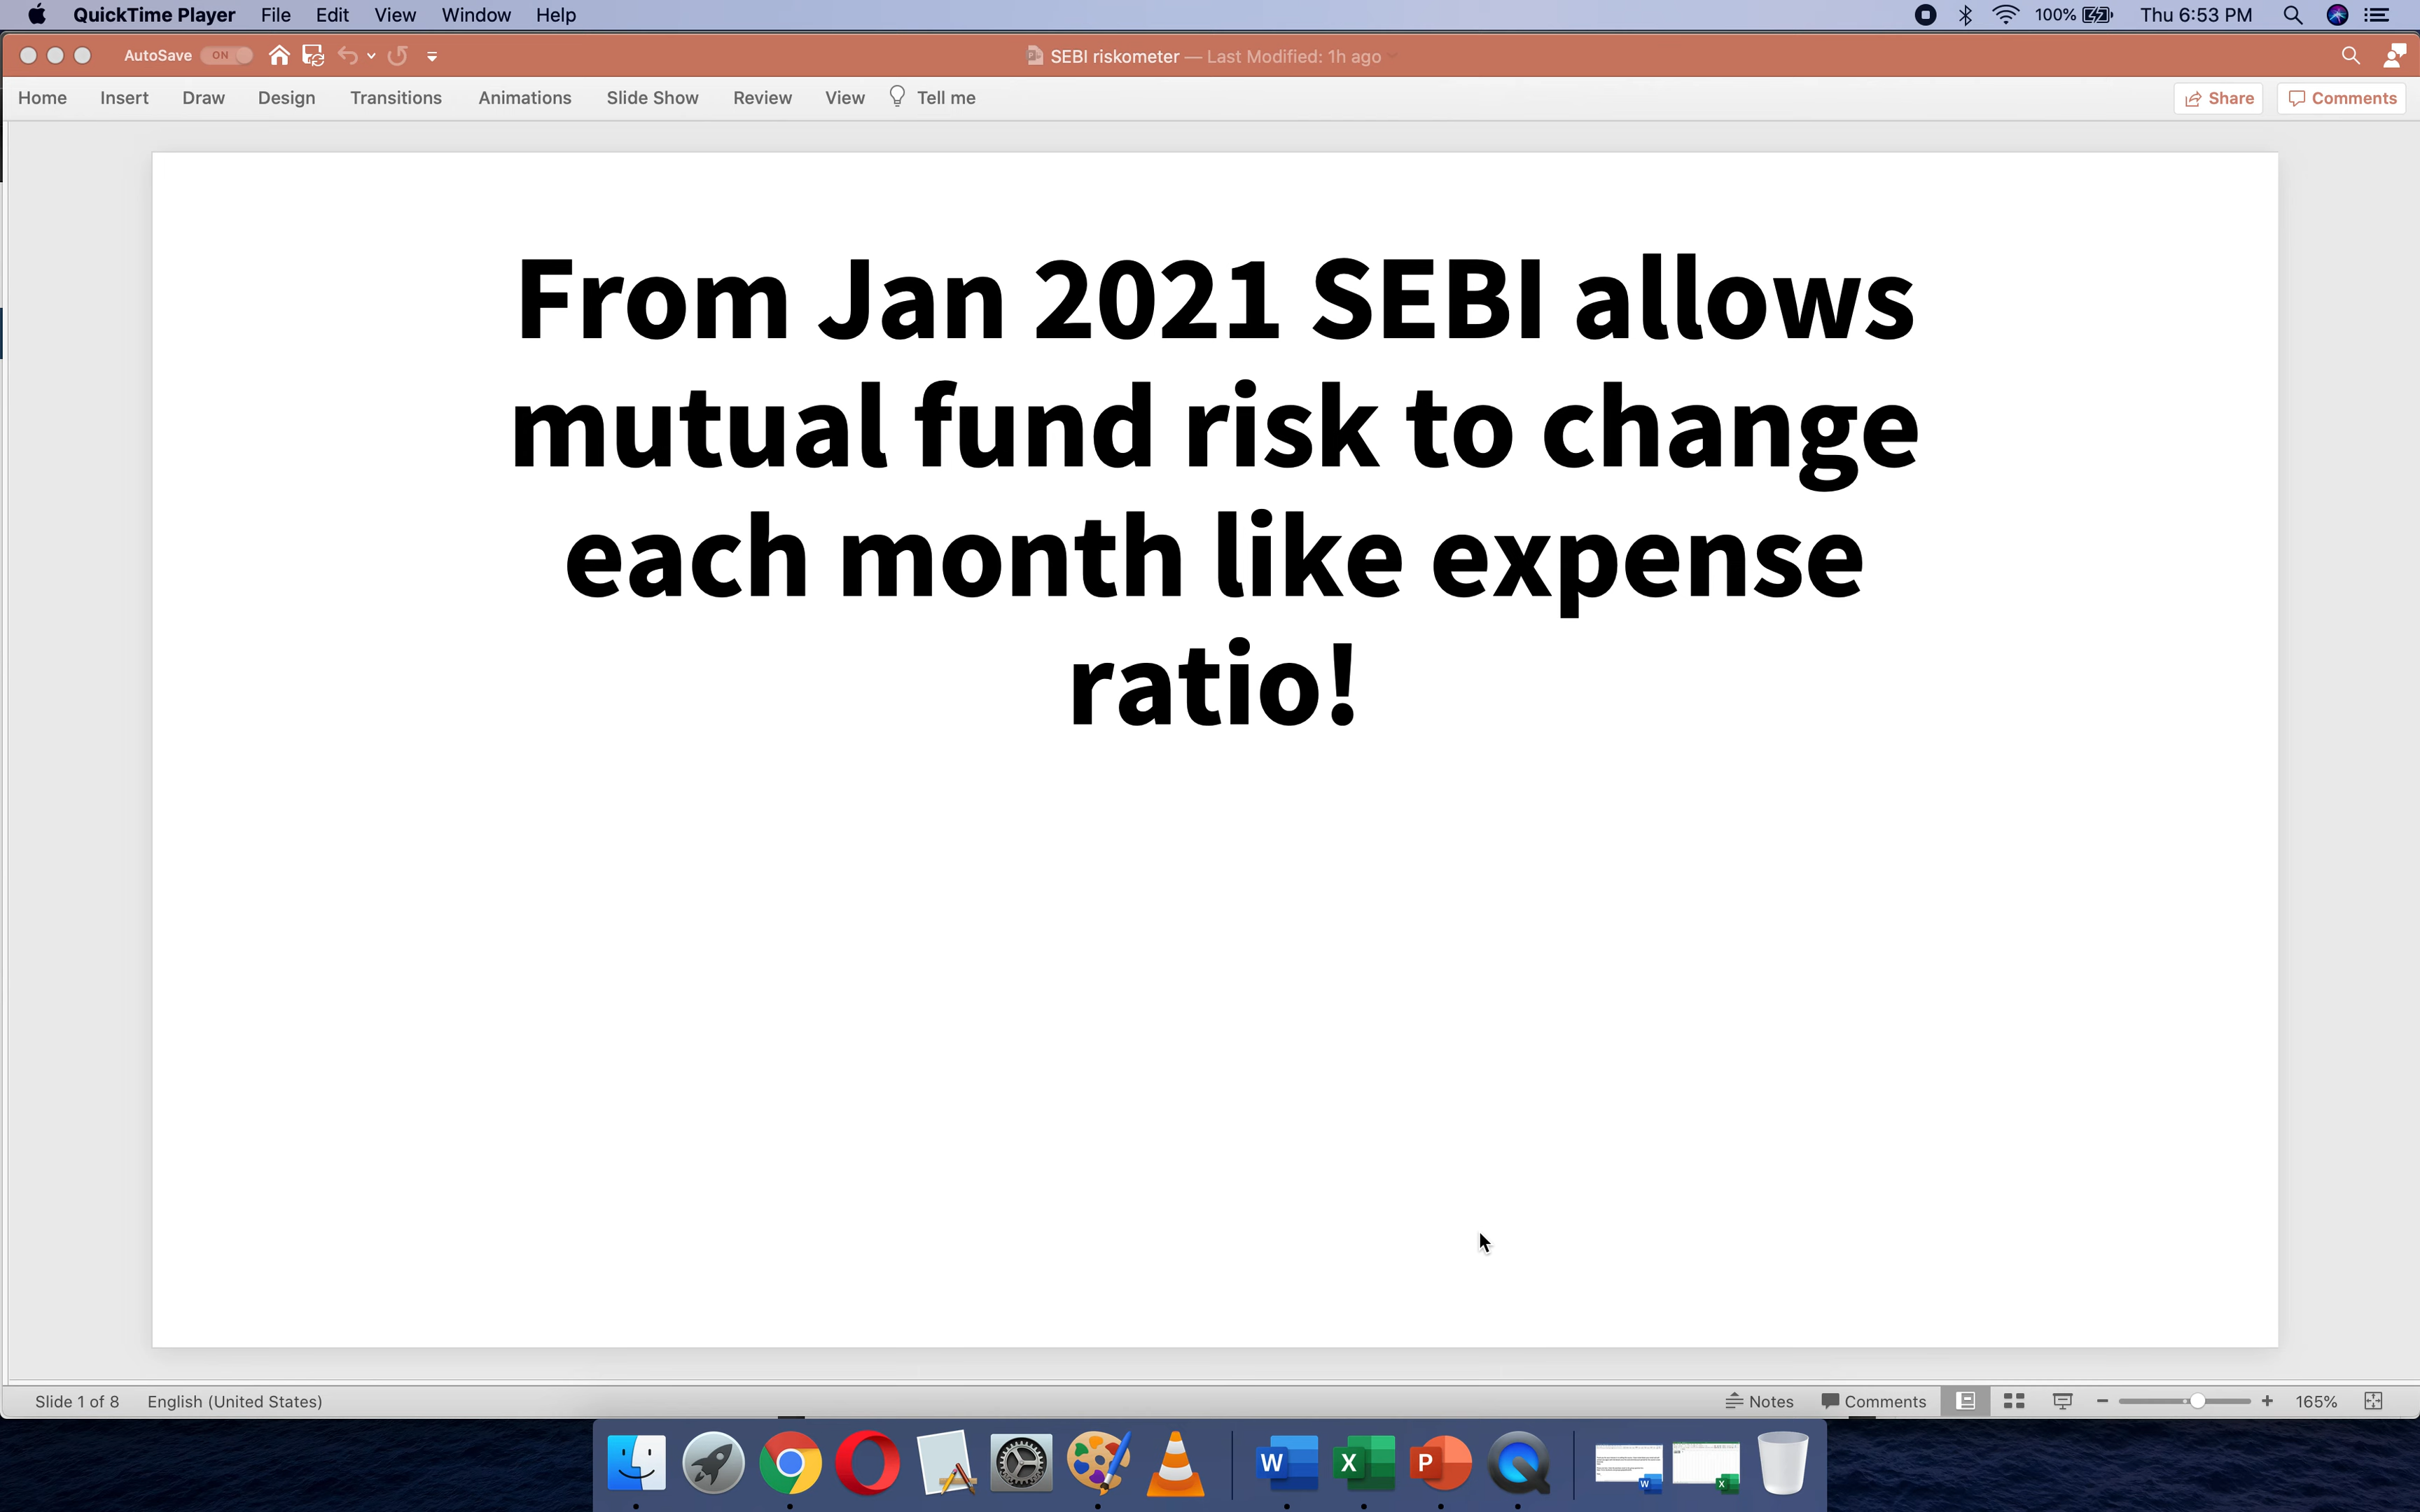 QuickTime Player File Edit View Window Help 100% Thu 6:53 PM
AutoSave ON SEBI riskometer — Last Modified: 1h ago
Home Insert Draw Design Transitions Animations Slide Show Review View Tell me Share Comments
From Jan 2021 SEBI allows
mutual fund risk to change
each month like expense
ratio!
Slide 1 of 8 English (United States) Notes Comments 165%
W X P